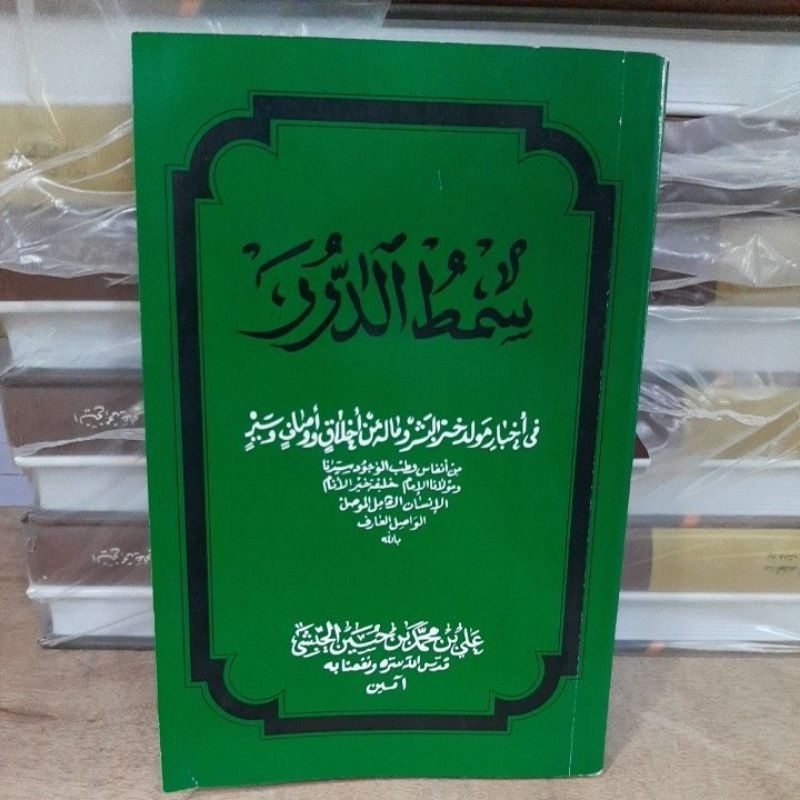 سمط الدرر
في أخبار مولد خير البشر وما له من أخلاق وأوصاف وسير
من أنفاس قطب الوجود سيدنا
ومولانا الإمام خليفة خير الأنام
الإنسان الكامل الموصل
الواصل العارف
بالله
علي بن محمد بن حسين الحبشي
قدس الله سره ونفعنا به
آمين